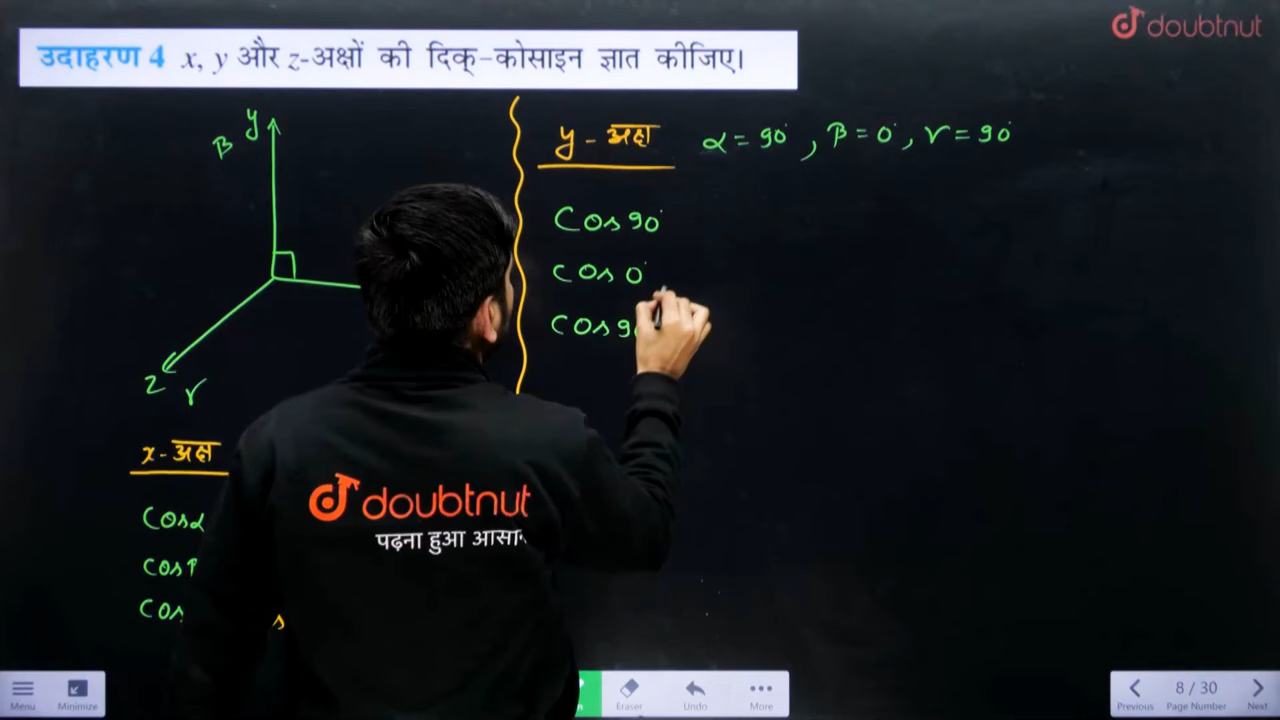 doubtnut
उदाहरण 4 x, y और z-अक्षों की दिक्-कोसाइन ज्ञात कीजिए।
y
β
z
γ
y-अक्ष α = 90°, β = 0°, γ = 90°
Cos 90°
Cos 0°
x-अक्ष
Cosα
doubtnut
पढ़ना हुआ आसान
Menu
Minimize
Eraser
Undo
More
Previous
8 / 30
Page Number
Next